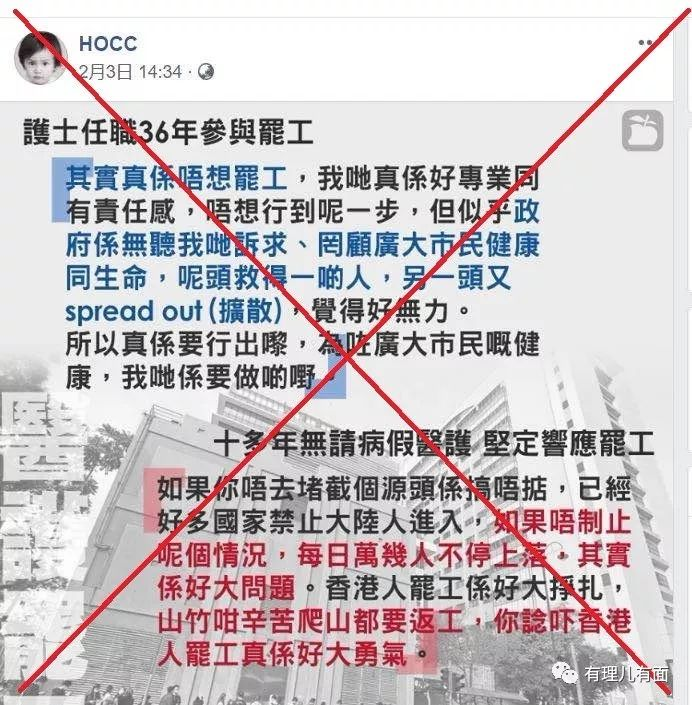 HOCC
2月3日 14:34
護士任職36年參與罷工
其實真係唔想罷工，我哋真係好專業同
有責任感，唔想行到呢一步，但似乎政
府係無聽我哋訴求、罔顧廣大市民健康
同生命，呢頭救得一啲人，另一頭又
spread out (擴散)，覺得好無力。
所以真係要行出嚟，為咗廣大市民嘅健
康，我哋係要做啲嘢。
醫護罷
十多年無請病假醫護 堅定響應罷工
如果你唔去堵截個源頭係搞唔掂，已經
好多國家禁止大陸人進入，如果唔制止
呢個情況，每日萬幾人不停上落，其實
係好大問題。香港人罷工係好大掙扎，
山竹咁辛苦爬山都要返工，你諗吓香港
人罷工真係好大勇氣。
有理儿有面